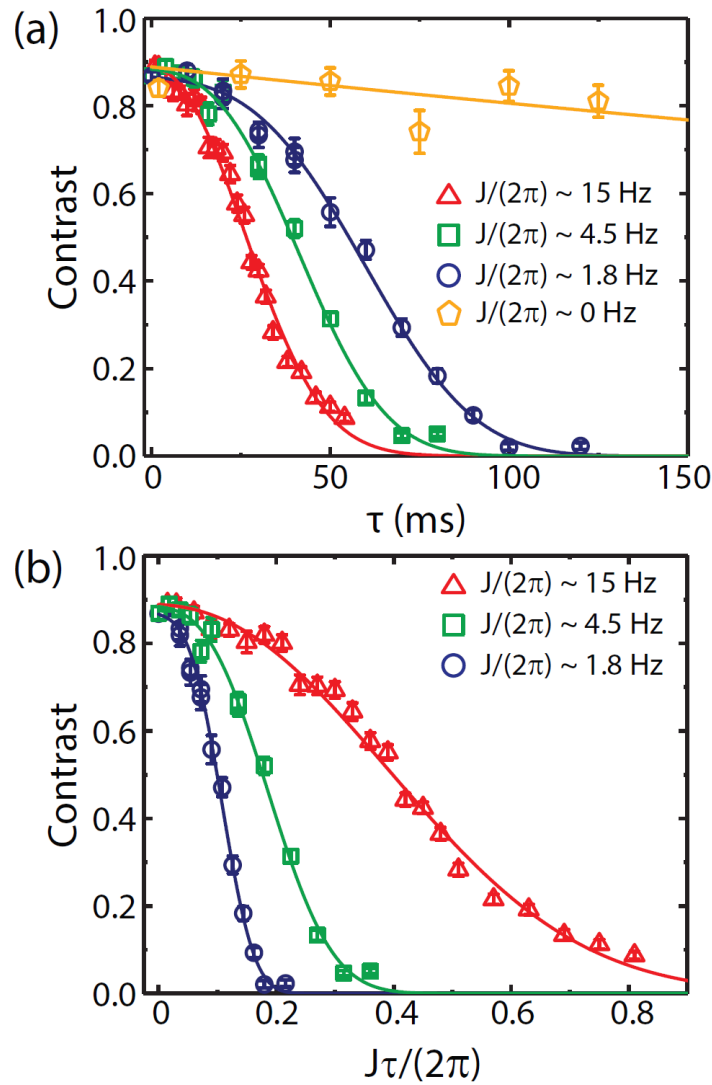 (a)
1.0
0.8
0.6
0.4
0.2
0.0
Contrast
J/(2π) ~ 15 Hz
J/(2π) ~ 4.5 Hz
J/(2π) ~ 1.8 Hz
J/(2π) ~ 0 Hz
0 50 100 150
τ (ms)
(b)
1.0
0.8
0.6
0.4
0.2
0.0
Contrast
J/(2π) ~ 15 Hz
J/(2π) ~ 4.5 Hz
J/(2π) ~ 1.8 Hz
0 0.2 0.4 0.6 0.8
Jτ/(2π)